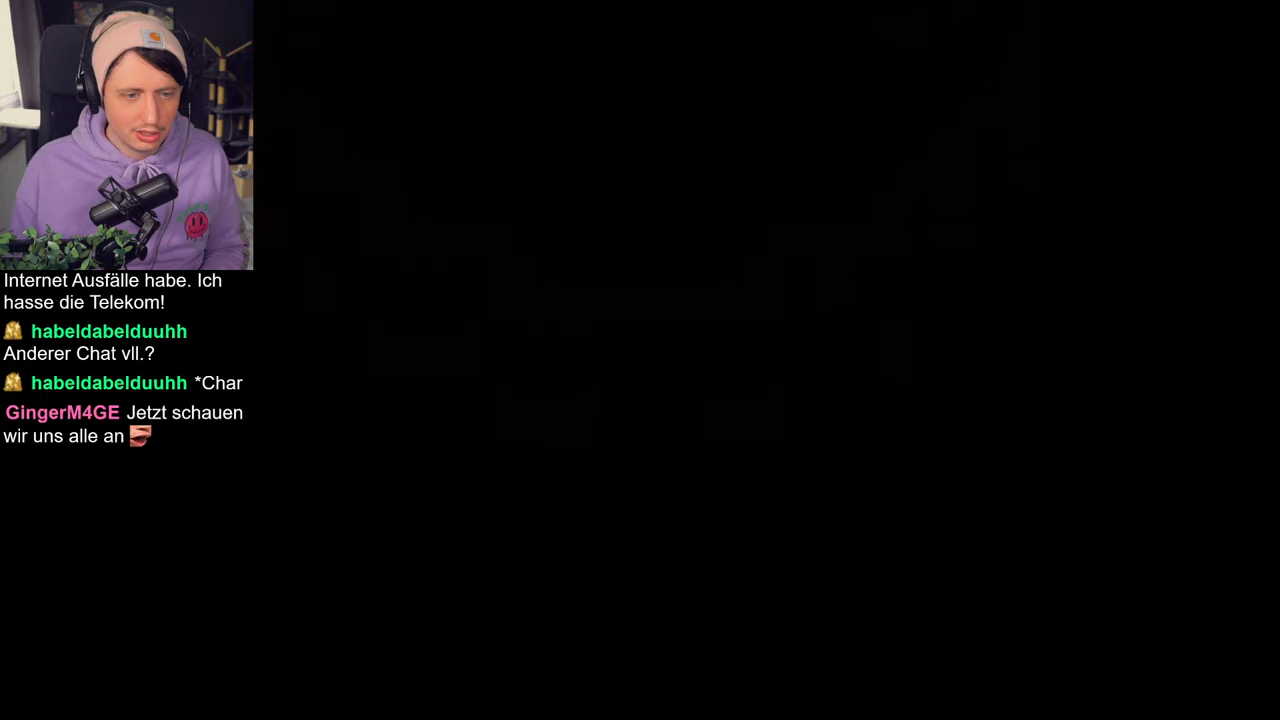 Internet Ausfälle habe. Ich
hasse die Telekom!
habeldabelduuhh
Anderer Chat vll.?
habeldabelduuhh *Char
GingerM4GE Jetzt schauen
wir uns alle an